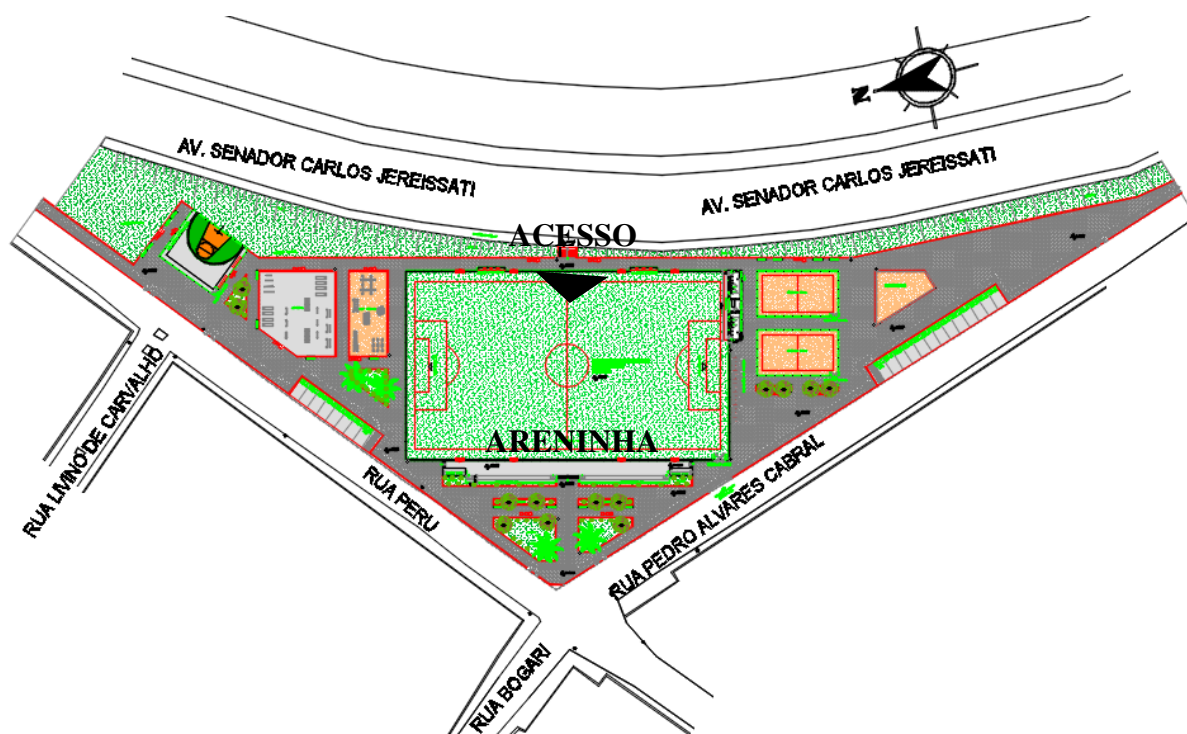 N
AV. SENADOR CARLOS JEREISSATI
AV. SENADOR CARLOS JEREISSATI
ACESSO
ARENINHA
RUA LIVINO DE CARVALHO
RUA PERU
RUA PEDRO ALVARES CABRAL
RUA BOGARI